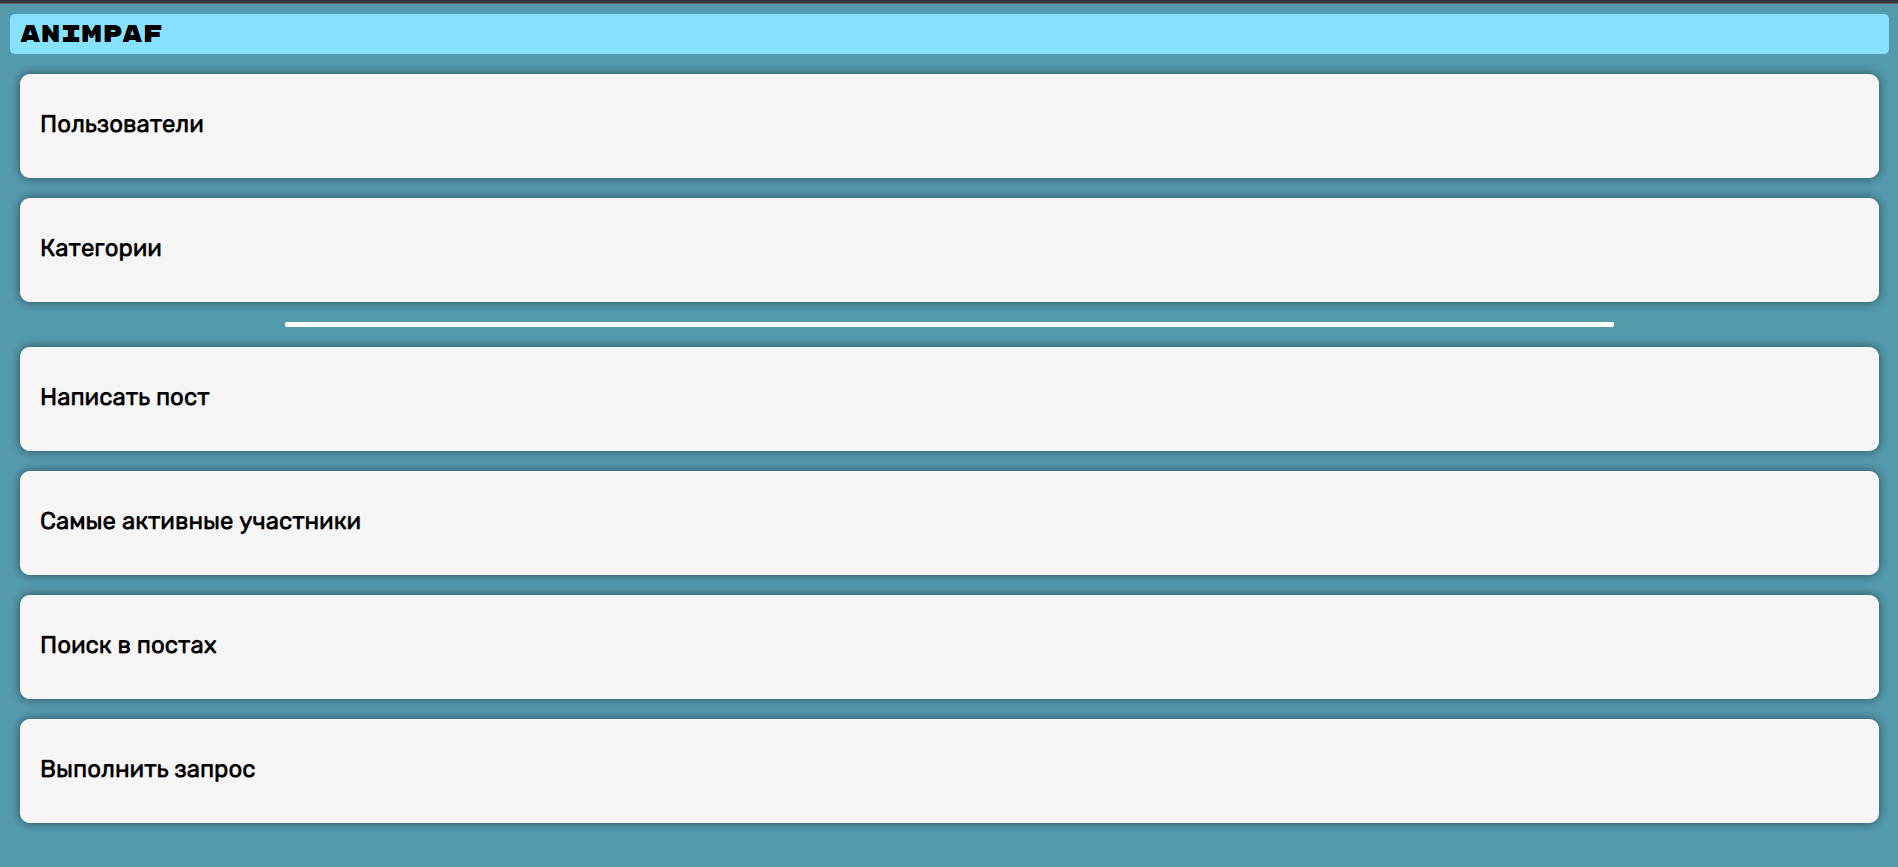 ANIMPAF
Пользователи
Категории
Написать пост
Самые активные участники
Поиск в постах
Выполнить запрос